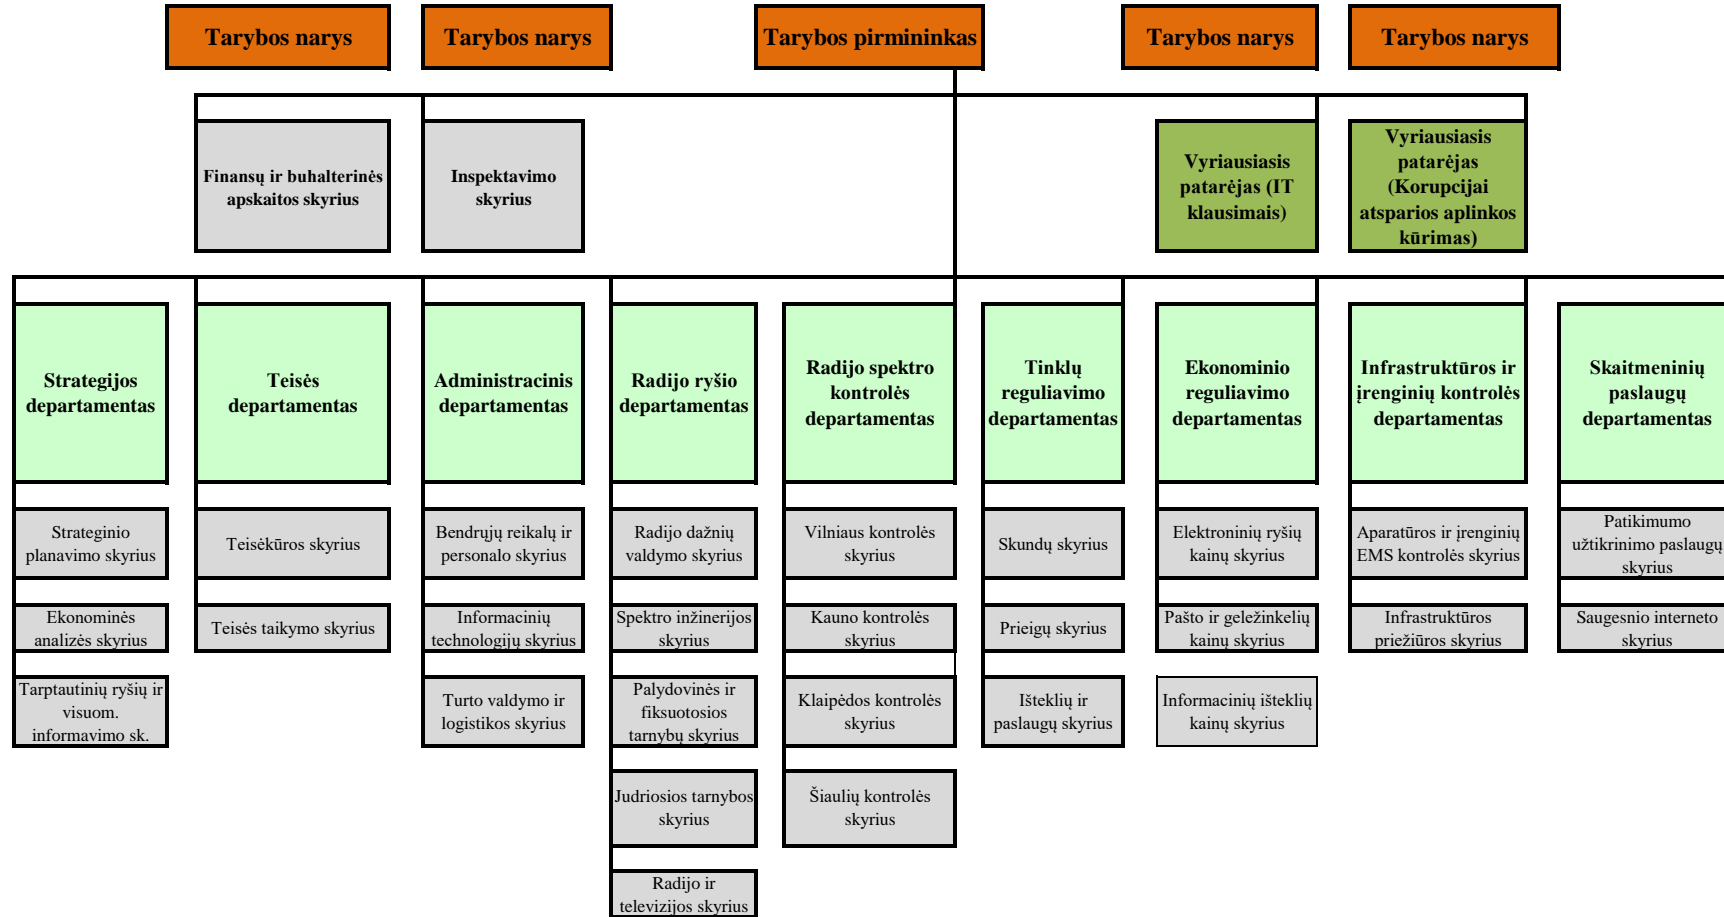 Tarybos narys
Tarybos narys
Tarybos pirmininkas
Tarybos narys
Tarybos narys
Finansų ir buhalterinės
apskaitos skyrius
Inspektavimo
skyrius
Vyriausiasis
patarėjas (IT
klausimais)
Vyriausiasis
patarėjas
(Korupcijai
atsparios aplinkos
kūrimas)
Strategijos
departamentas
Teisės
departamentas
Administracinis
departamentas
Radijo ryšio
departamentas
Radijo spektro
kontrolės
departamentas
Tinklų
reguliavimo
departamentas
Ekonominio
reguliavimo
departamentas
Infrastruktūros ir
įrenginių kontrolės
departamentas
Skaitmeninių
paslaugų
departamentas
Strateginio
planavimo skyrius
Teisėkūros skyrius
Bendrųjų reikalų ir
personalo skyrius
Radijo dažnių
valdymo skyrius
Vilniaus kontrolės
skyrius
Skundų skyrius
Elektroninių ryšių
kainų skyrius
Aparatūros ir įrenginių
EMS kontrolės skyrius
Patikimumo
užtikrinimo paslaugų
skyrius
Ekonominės
analizės skyrius
Teisės taikymo skyrius
Informacinių
technologijų skyrius
Spektro inžinerijos
skyrius
Kauno kontrolės
skyrius
Prieigų skyrius
Pašto ir geležinkelių
kainų skyrius
Infrastruktūros
priežiūros skyrius
Saugesnio interneto
skyrius
Tarptautinių ryšių ir
visuom.
informavimo sk.
Turto valdymo ir
logistikos skyrius
Palydovinės ir
fiksuotosios
tarnybų skyrius
Klaipėdos kontrolės
skyrius
Išteklių ir
paslaugų skyrius
Informacinių išteklių
kainų skyrius
Judriosios tarnybos
skyrius
Šiaulių kontrolės
skyrius
Radijo ir
televizijos skyrius